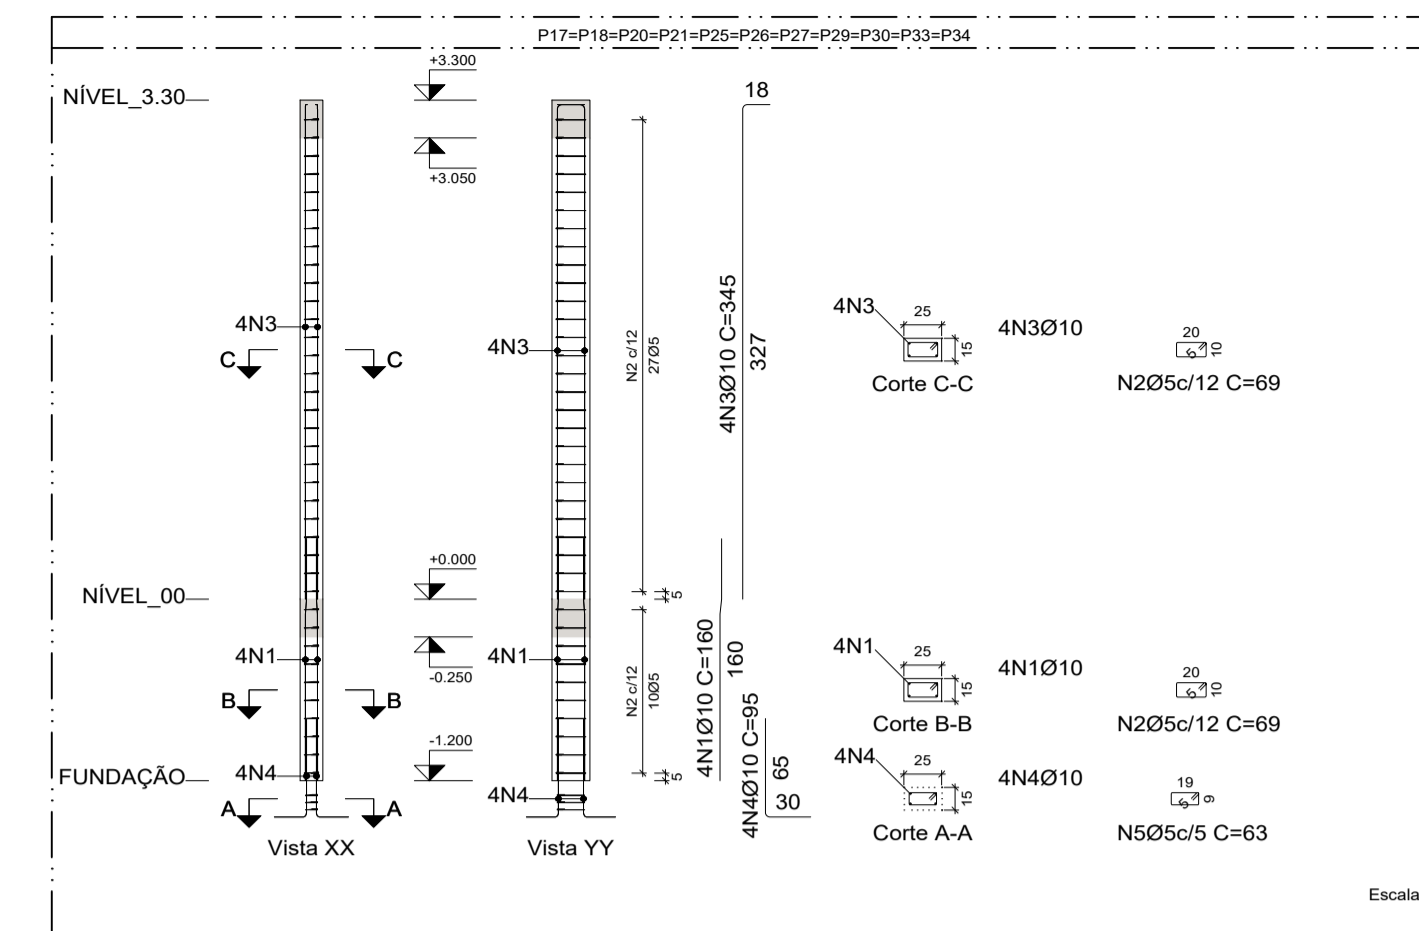 P17=P18=P20=P21=P25=P26=P27=P29=P30=P33=P34
NÍVEL_3.30
+3.300
+3.050
18
4N3
C
C
4N3
N2 c/12
27Ø5
4N3Ø10 C=345
327
4N3
25
15
Corte C-C
4N3Ø10
20
5
10
N2Ø5c/12 C=69
NÍVEL_00
+0.000
-0.250
5
4N1
B
B
4N1
N2 c/12
10Ø5
4N1Ø10 C=160
160
4N1
25
15
Corte B-B
4N1Ø10
20
5
10
N2Ø5c/12 C=69
FUNDAÇÃO
-1.200
5
4N4
A
A
4N4
4N4Ø10 C=95
65
30
4N4
25
15
Corte A-A
4N4Ø10
19
5
9
N5Ø5c/5 C=63
Vista XX
Vista YY
Escala